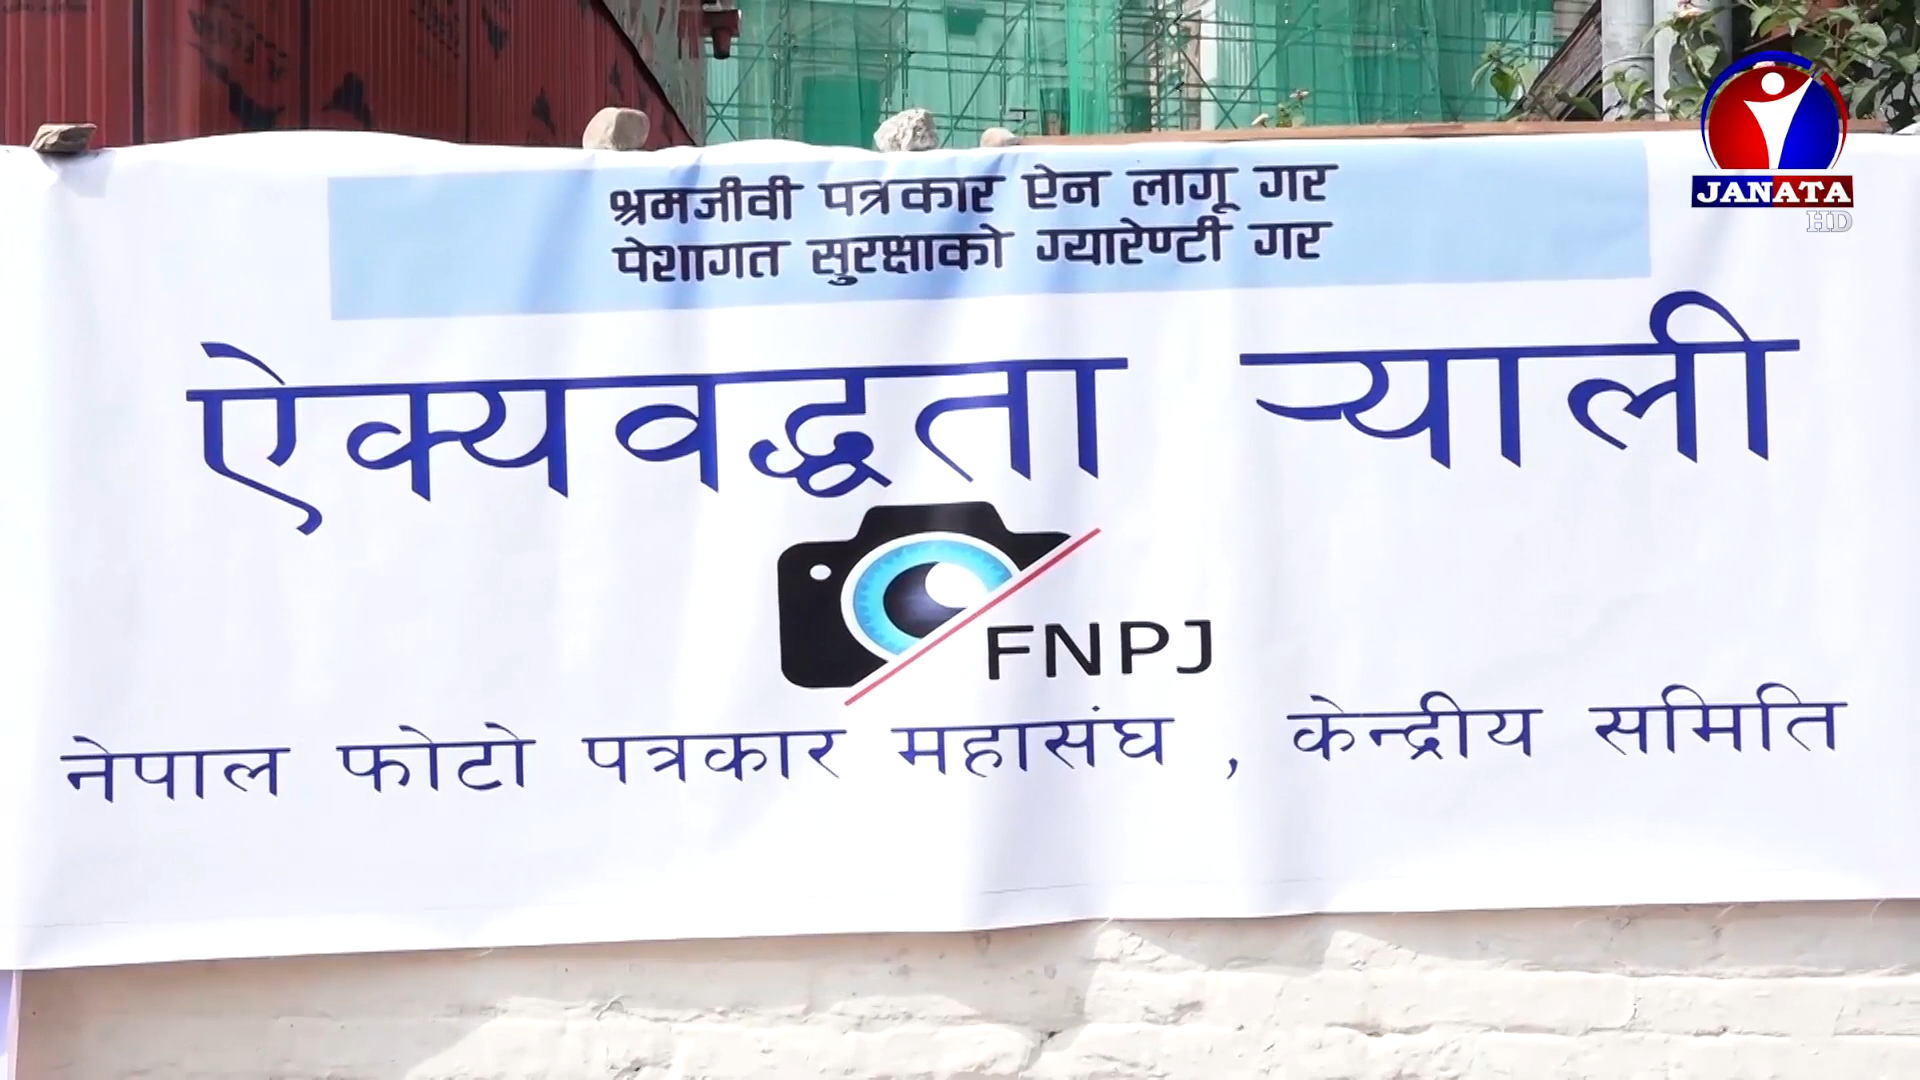 श्रमजीवी पत्रकार ऐन लागू गर
पेशागत सुरक्षाको ग्यारेण्टी गर
ऐक्यवद्धता र्‍याली
FNPJ
नेपाल फोटो पत्रकार महासंघ , केन्द्रीय समिति
JANATA
HD